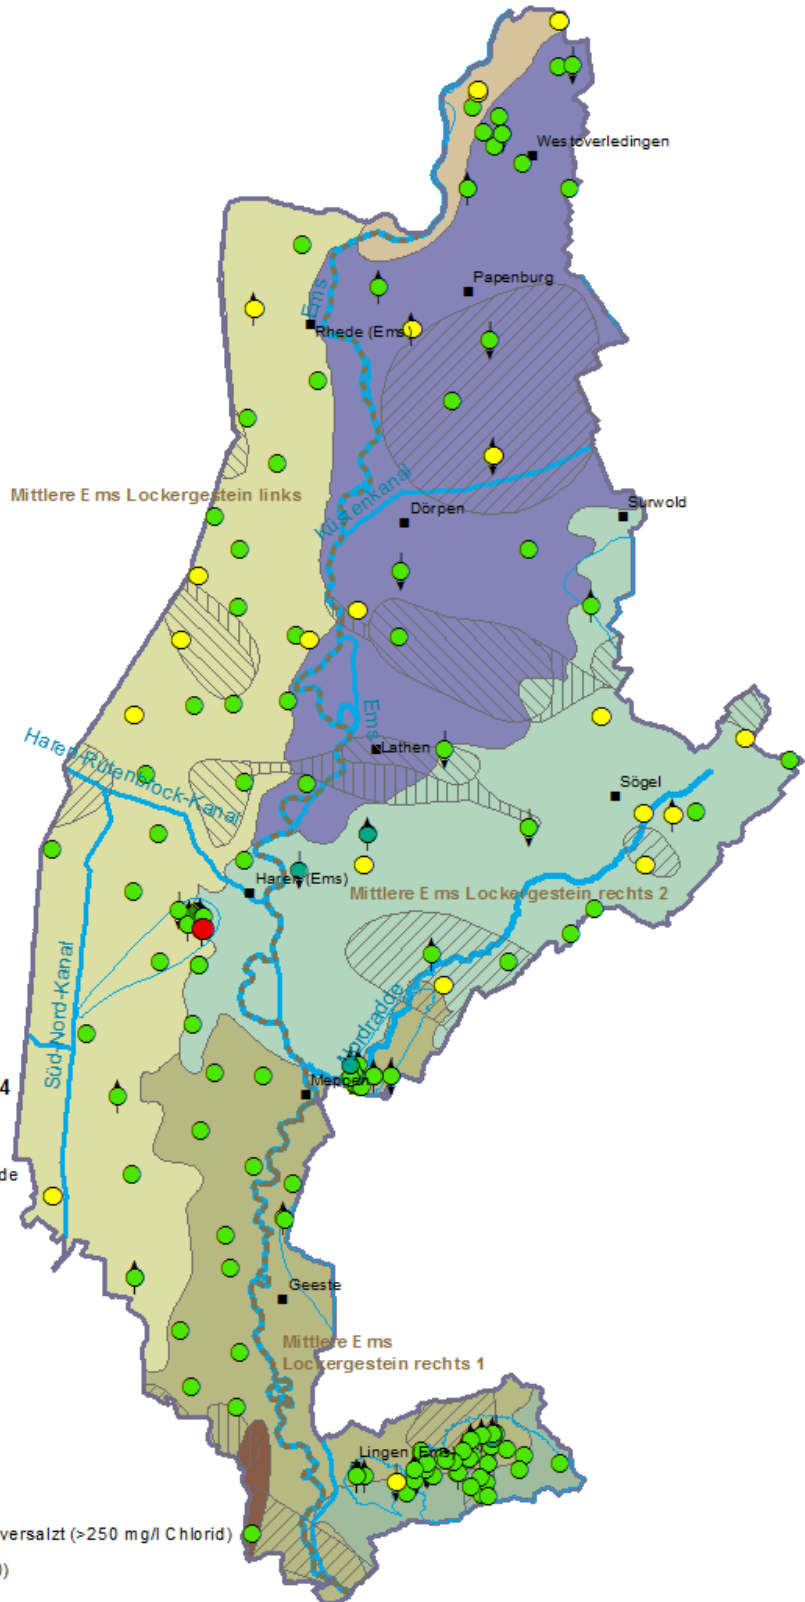 Westoverledingen
Papenburg
Ems
Rhede (Ems)
Mittlere Ems Lockergestein links
Küstenkanal
Surwold
Dörpen
Ems
Lathen
Haren-Rütenbrock-Kanal
Sögel
Haren (Ems)
Mittlere Ems Lockergestein rechts 2
Süd-Nord-Kanal
Nordradde
4
Meppen
de
Geeste
Mittlere Ems
Lockergestein rechts 1
Lingen (Ems)
versalzt (>250 mg/l Chlorid)
))